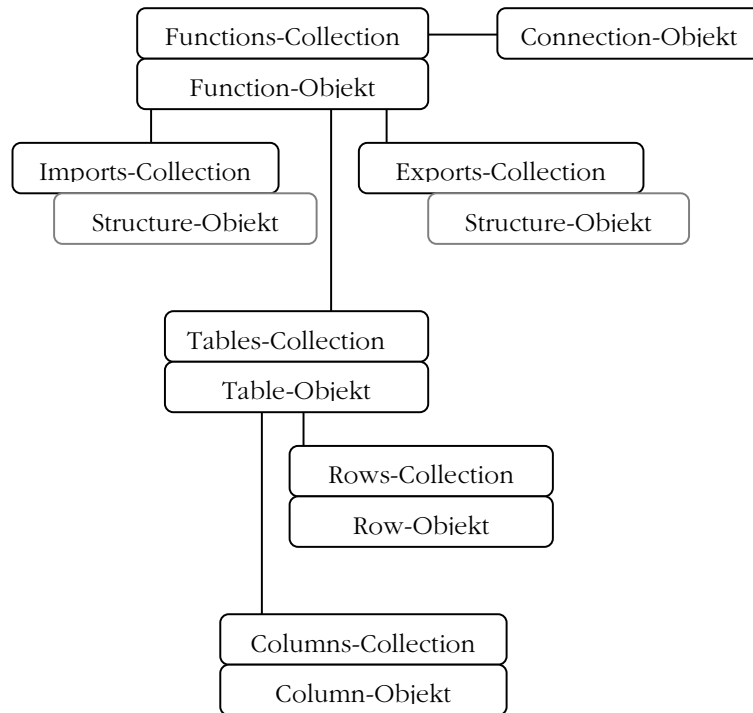 Functions-Collection
Connection-Objekt
Function-Objekt
Imports-Collection
Exports-Collection
Structure-Objekt
Structure-Objekt
Tables-Collection
Table-Objekt
Rows-Collection
Row-Objekt
Columns-Collection
Column-Objekt